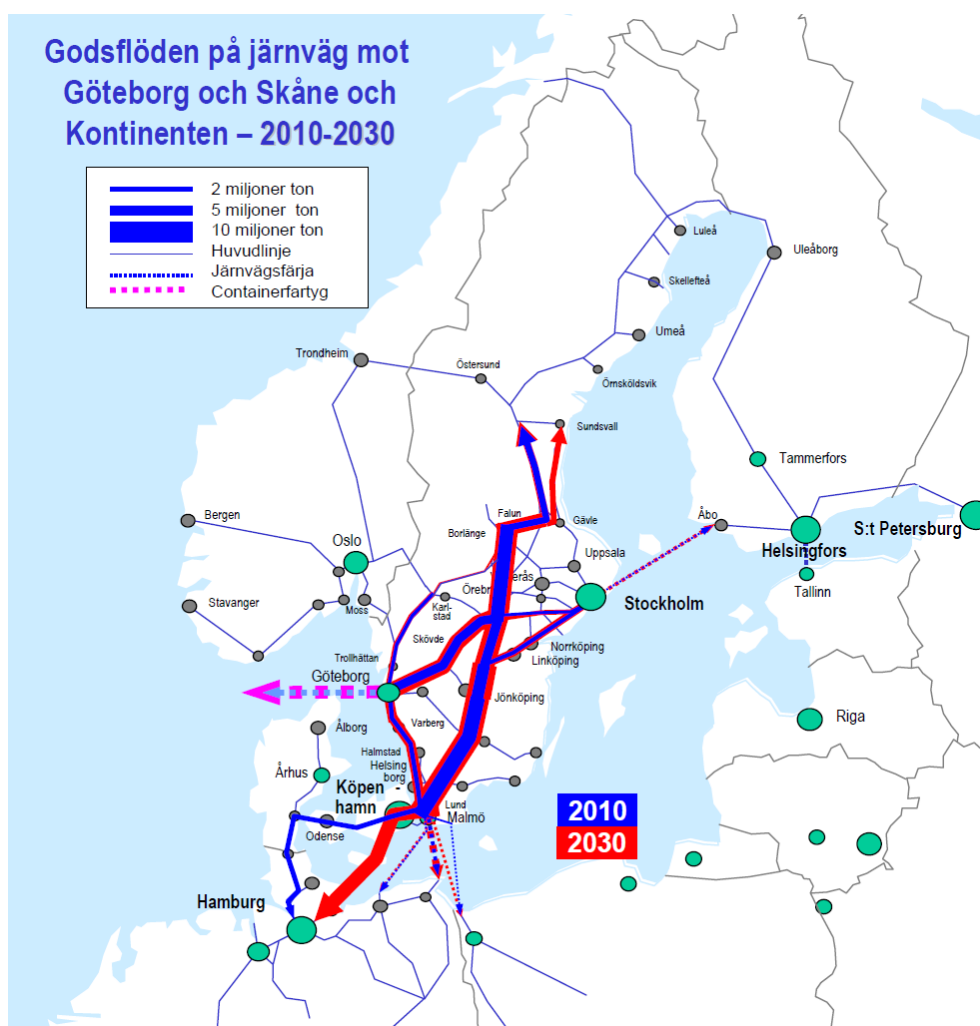 Godsflöden på järnväg mot
Göteborg och Skåne och
Kontinenten – 2010-2030
2 miljoner ton
5 miljoner ton
10 miljoner ton
Huvudlinje
Järnvägsfärja
Containerfartyg
Luleå
Uleåborg
Skellefteå
Umeå
Trondheim
Östersund
Örnsköldsvik
Sundsvall
Tammerfors
Falun
Gävle
Åbo
Bergen
Borlänge
S:t Petersburg
Oslo
Uppsala
Helsingfors
Örebr
erås
Tallinn
Stavanger
Moss
Karl-
stad
Stockholm
Skövde
Norrköping
Trollhättan
Linköping
Göteborg
Jönköping
Riga
Ålborg
Varberg
Halmstad
Helsing
borg
Århus
Köpen -
hamn
Lund
Malmö
2010
2030
Odense
Hamburg